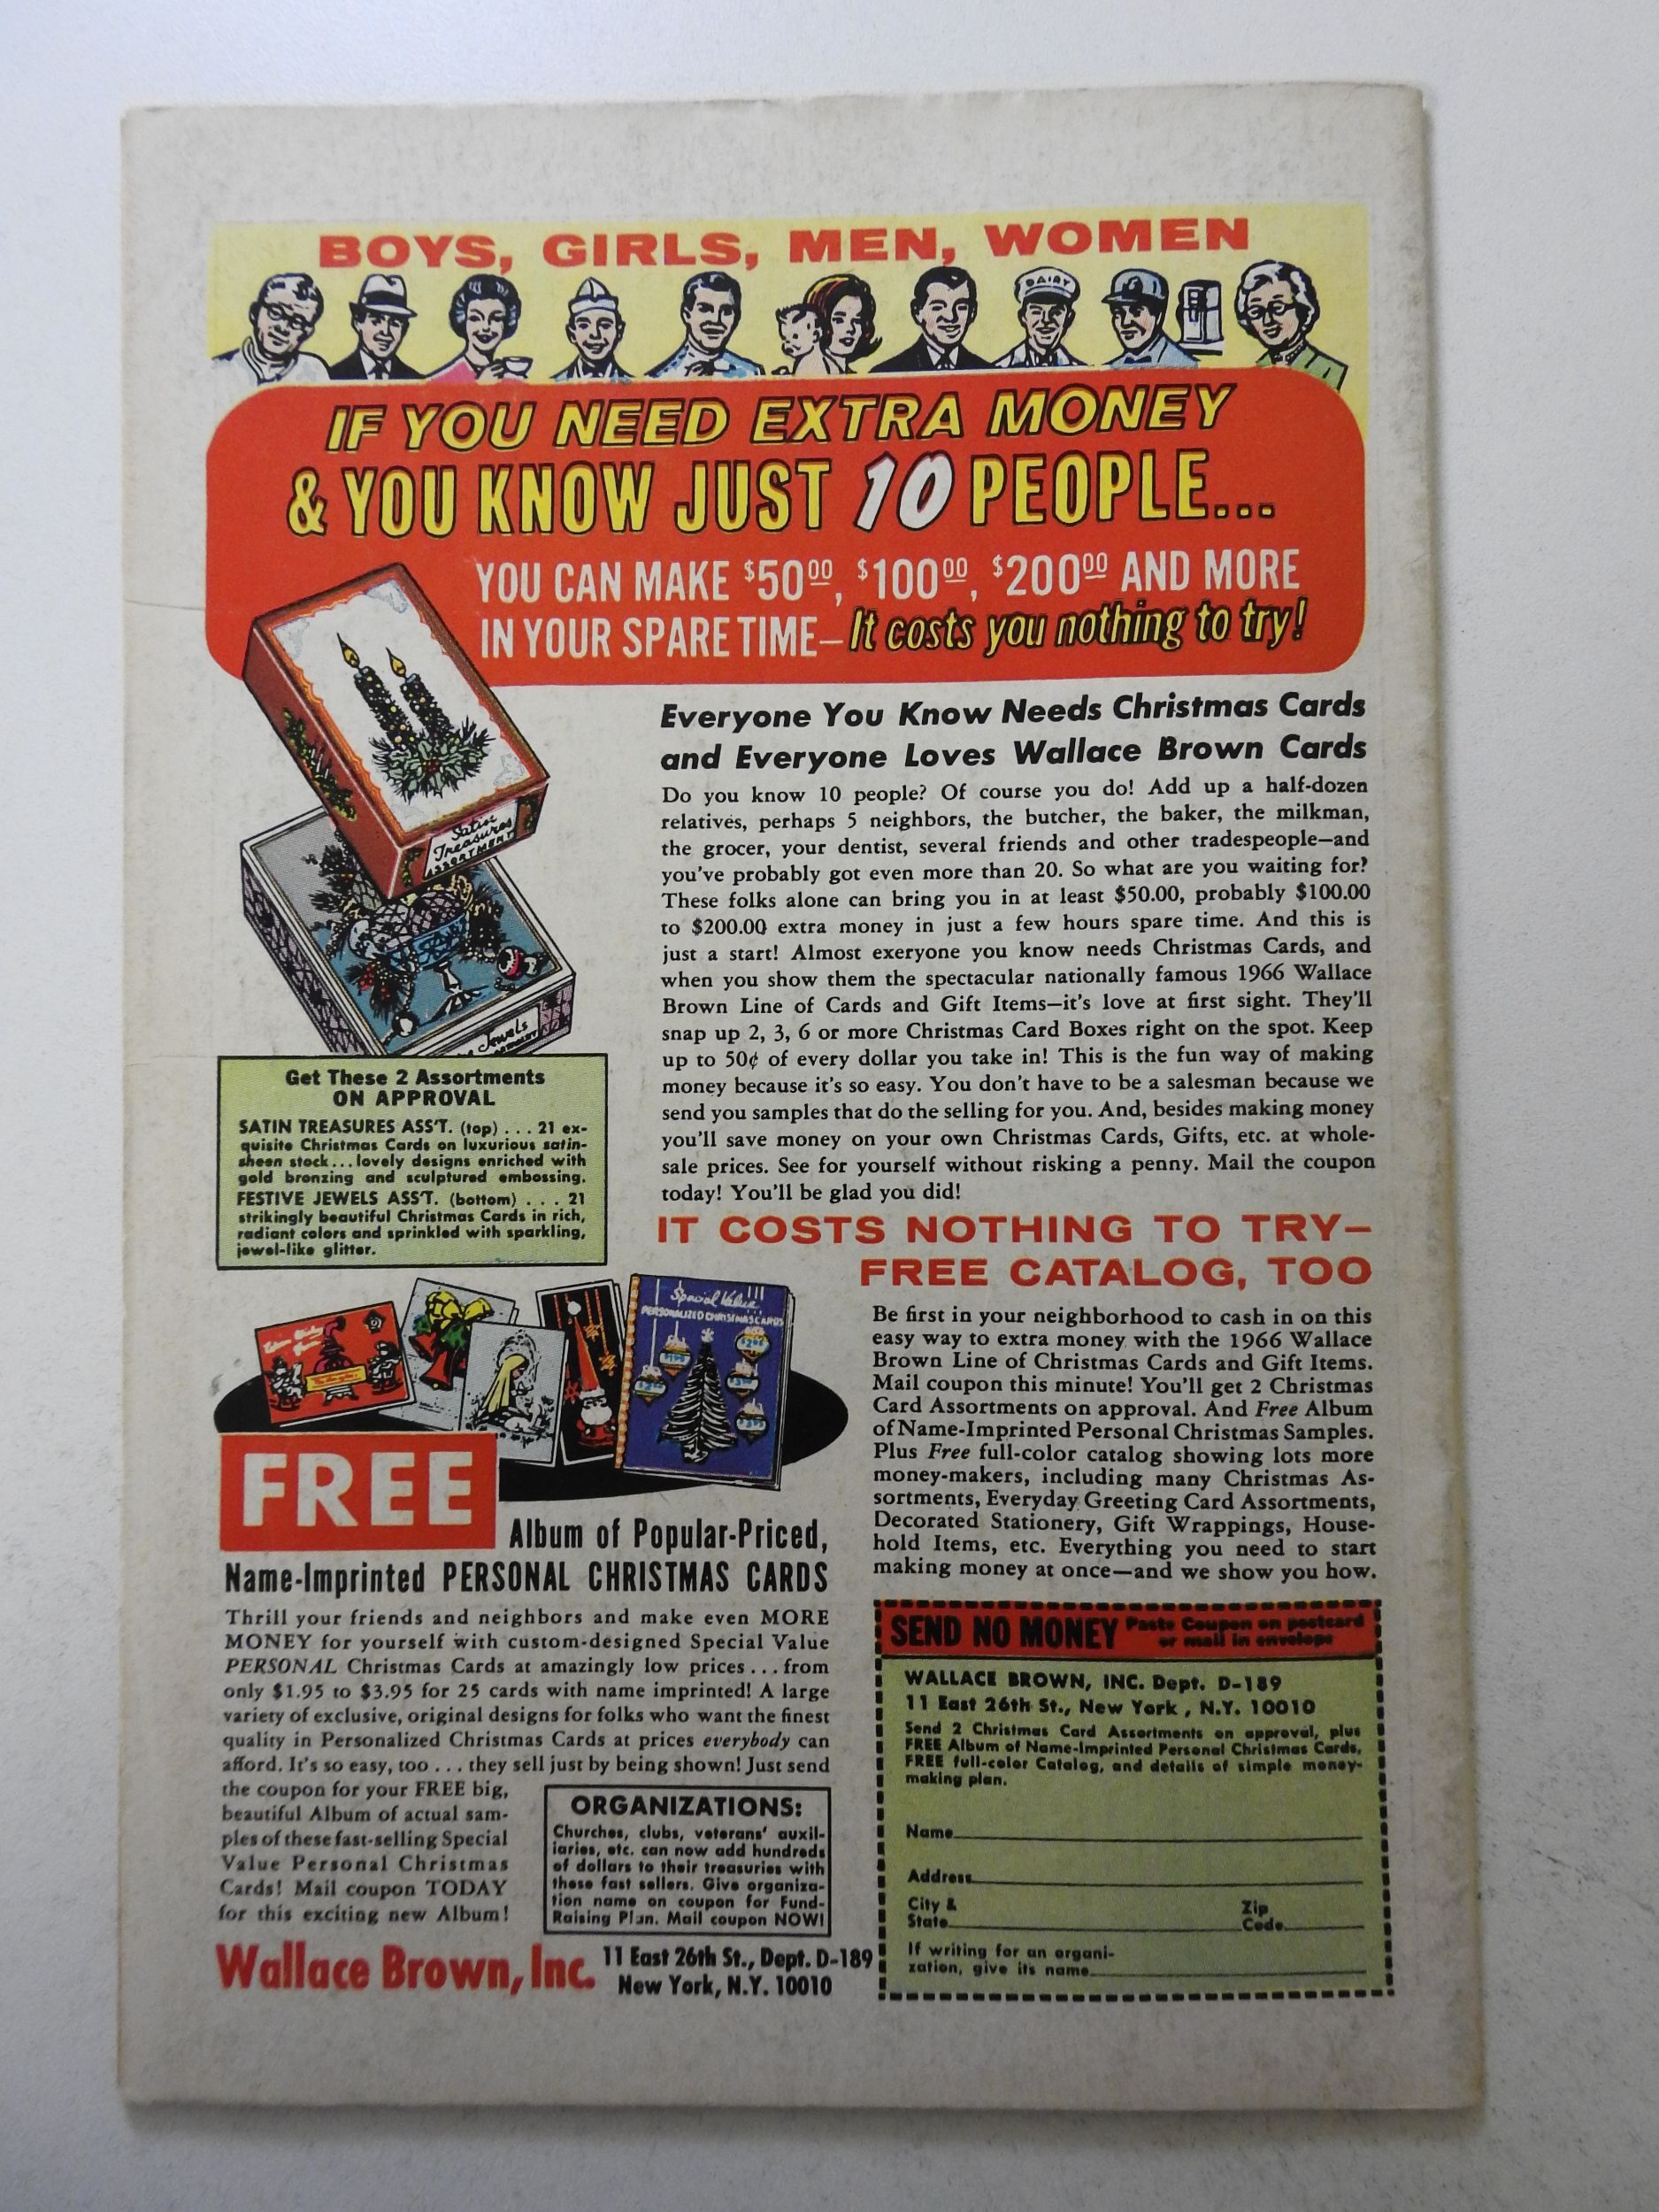 BOYS, GIRLS, MEN, WOMEN
DAIRY
IF YOU NEED EXTRA MONEY
& YOU KNOW JUST 10 PEOPLE...
YOU CAN MAKE $50.00, $100.00, $200.00 AND MORE
IN YOUR SPARE TIME—It costs you nothing to try!
Satin
Treasures
ASSORTMENT
Jewels
Get These 2 Assortments
ON APPROVAL
SATIN TREASURES ASS'T. (top) . . . 21 ex-
quisite Christmas Cards on luxurious satin-
sheen stock...lovely designs enriched with
gold bronzing and sculptured embossing.
FESTIVE JEWELS ASS'T. (bottom) . . . 21
strikingly beautiful Christmas Cards in rich,
radiant colors and sprinkled with sparkling,
jewel-like glitter.
Everyone You Know Needs Christmas Cards
and Everyone Loves Wallace Brown Cards
Do you know 10 people? Of course you do! Add up a half-dozen
relatives, perhaps 5 neighbors, the butcher, the baker, the milkman,
the grocer, your dentist, several friends and other tradespeople—and
you've probably got even more than 20. So what are you waiting for?
These folks alone can bring you in at least $50.00, probably $100.00
to $200.00 extra money in just a few hours spare time. And this is
just a start! Almost exeryone you know needs Christmas Cards, and
when you show them the spectacular nationally famous 1966 Wallace
Brown Line of Cards and Gift Items—it's love at first sight. They'll
snap up 2, 3, 6 or more Christmas Card Boxes right on the spot. Keep
up to 50¢ of every dollar you take in! This is the fun way of making
money because it's so easy. You don't have to be a salesman because we
send you samples that do the selling for you. And, besides making money
you'll save money on your own Christmas Cards, Gifts, etc. at whole-
sale prices. See for yourself without risking a penny. Mail the coupon
today! You'll be glad you did!
IT COSTS NOTHING TO TRY—
FREE CATALOG, TOO
Be first in your neighborhood to cash in on this
easy way to extra money with the 1966 Wallace
Brown Line of Christmas Cards and Gift Items.
Mail coupon this minute! You'll get 2 Christmas
Card Assortments on approval. And Free Album
of Name-Imprinted Personal Christmas Samples.
Plus Free full-color catalog showing lots more
money-makers, including many Christmas As-
sortments, Everyday Greeting Card Assortments,
Decorated Stationery, Gift Wrappings, House-
hold Items, etc. Everything you need to start
making money at once—and we show you how.
Special Value
PERSONALIZED CHRISTMAS CARDS
FREE
Album of Popular-Priced,
Name-Imprinted PERSONAL CHRISTMAS CARDS
Thrill your friends and neighbors and make even MORE
MONEY for yourself with custom-designed Special Value
PERSONAL Christmas Cards at amazingly low prices...from
only $1.95 to $3.95 for 25 cards with name imprinted! A large
variety of exclusive, original designs for folks who want the finest
quality in Personalized Christmas Cards at prices everybody can
afford. It's so easy, too . . . they sell just by being shown! Just send
the coupon for your FREE big,
beautiful Album of actual sam-
ples of these fast-selling Special
Value Personal Christmas
Cards! Mail coupon TODAY
for this exciting new Album!
ORGANIZATIONS:
Churches, clubs, veterans' auxil-
iaries, etc. can now add hundreds
of dollars to their treasuries with
these fast sellers. Give organiza-
tion name on coupon for Fund-
Raising Plan. Mail coupon NOW!
Wallace Brown, Inc.
11 East 26th St., Dept. D-189
New York, N.Y. 10010
SEND NO MONEY Paste Coupon on postcard
or mail in envelope
WALLACE BROWN, INC. Dept. D-189
11 East 26th St., New York , N.Y. 10010
Send 2 Christmas Card Assortments on approval, plus
FREE Album of Name-Imprinted Personal Christmas Cards,
FREE full-color Catalog, and details of simple money-
making plan.
Name
Address
City &
State
Zip
Code
If writing for an organi-
zation, give its name